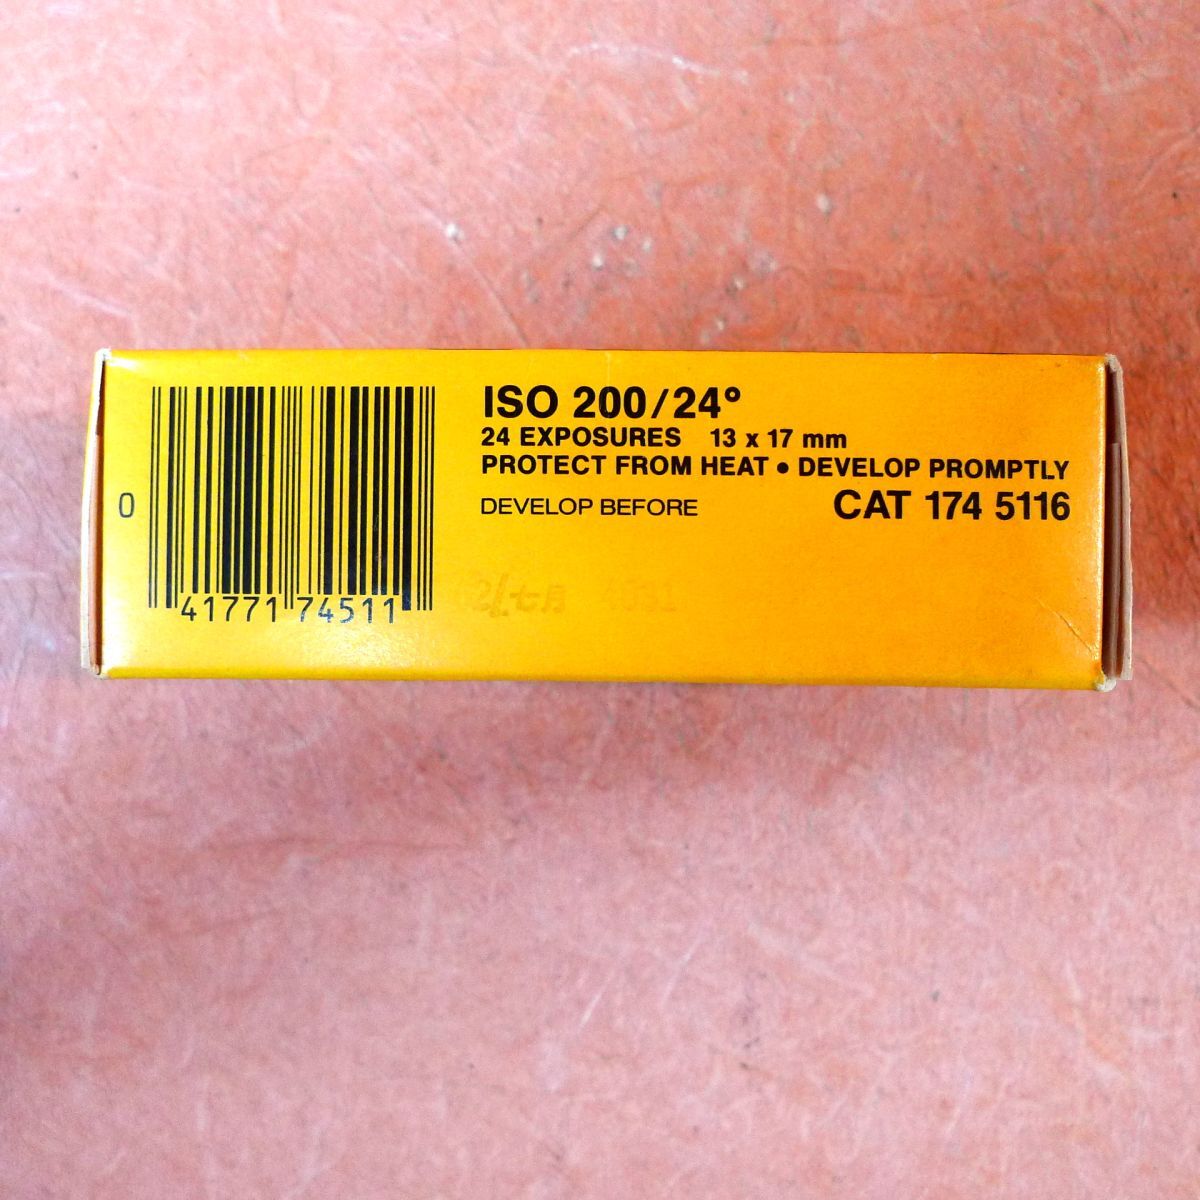 0
41771 74511
ISO 200/24°
24 EXPOSURES 13 x 17 mm
PROTECT FROM HEAT • DEVELOP PROMPTLY
DEVELOP BEFORE CAT 174 5116